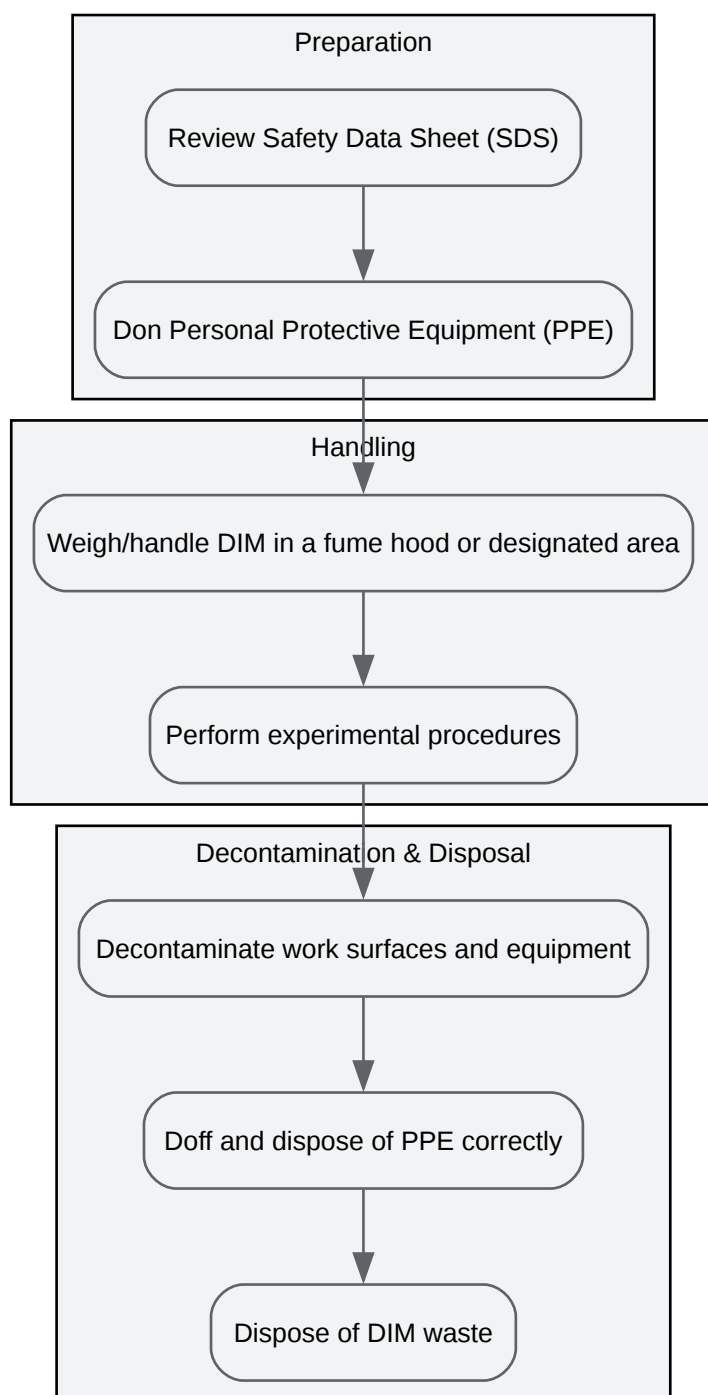 Preparation
Review Safety Data Sheet (SDS)
Don Personal Protective Equipment (PPE)
Handling
Weigh/handle DIM in a fume hood or designated area
Perform experimental procedures
Decontamination & Disposal
Decontaminate work surfaces and equipment
Doff and dispose of PPE correctly
Dispose of DIM waste